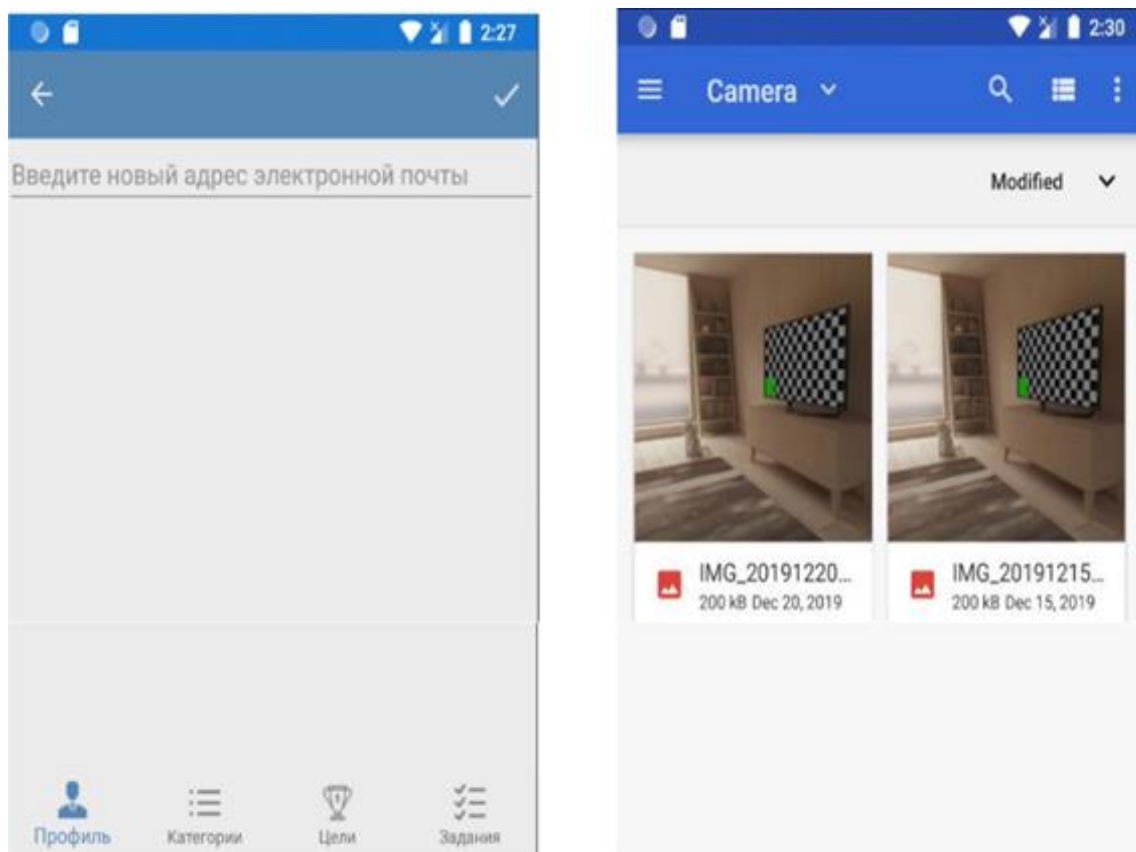 2:27
Введите новый адрес электронной почты
Профиль
Категории
Цели
Задания
2:30
Camera
Modified
IMG_20191220...
200 kB Dec 20, 2019
IMG_20191215...
200 kB Dec 15, 2019